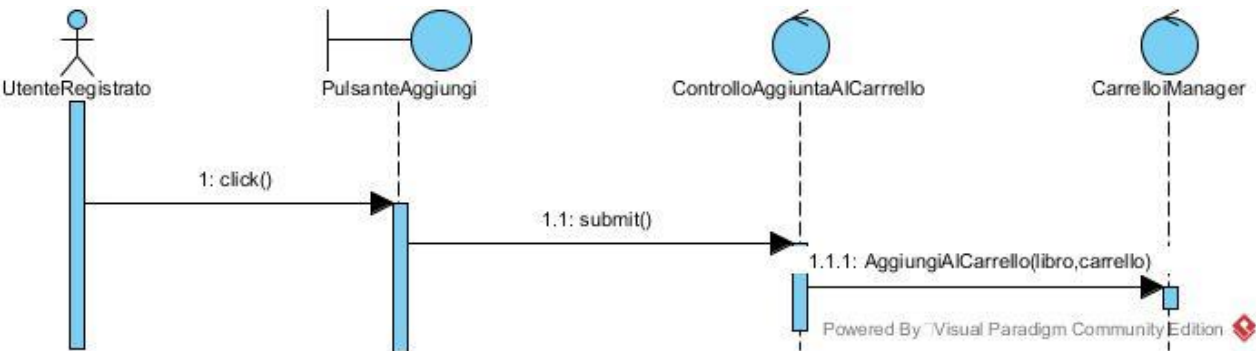 UtenteRegistrato
PulsanteAggiungi
ControlloAggiuntaAlCarrrello
CarrelloiManager
1: click()
1.1: submit()
1.1.1: AggiungiAlCarrello(libro,carrello)
Powered By Visual Paradigm Community Edition